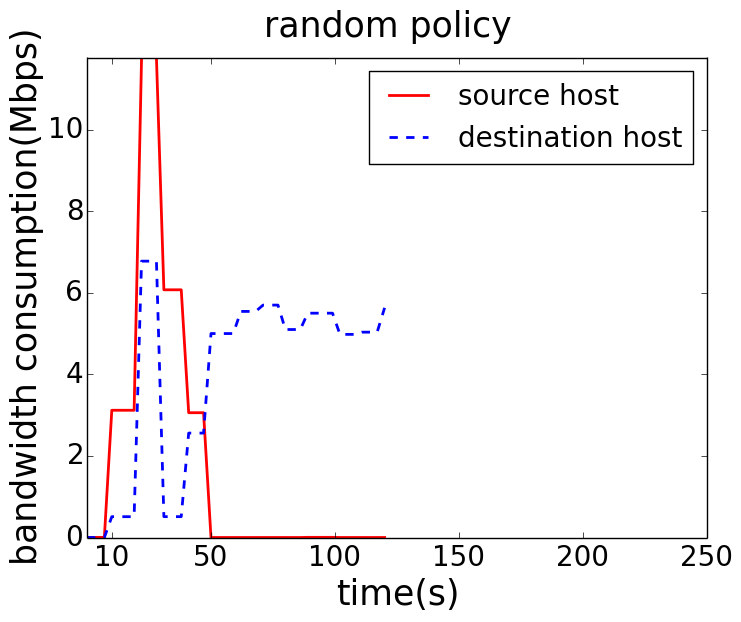 random policy
bandwidth consumption(Mbps)
10
8
6
4
2
0
source host
destination host
10
50
100
150
200
250
time(s)